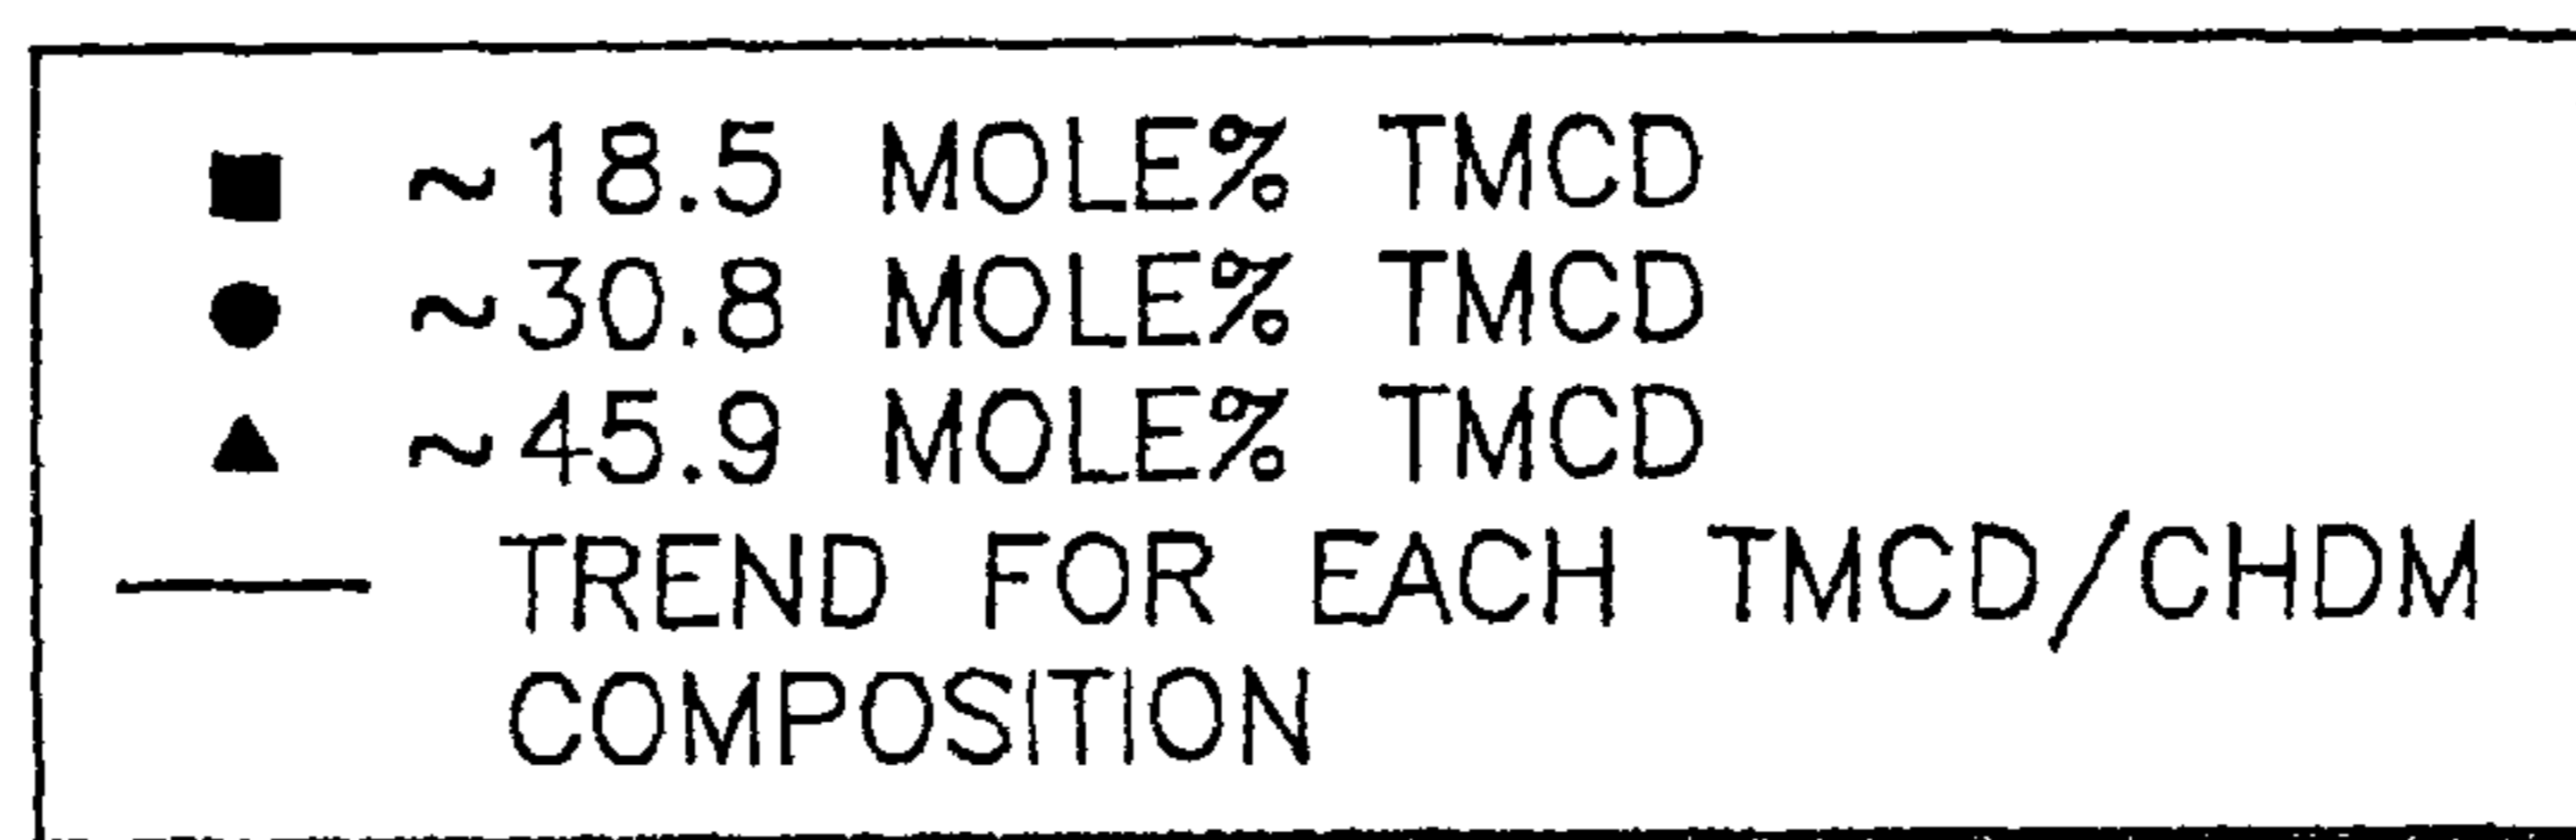 ~18.5 MOLE% TMCD
~30.8 MOLE% TMCD
~45.9 MOLE% TMCD
TREND FOR EACH TMCD/CHDM
COMPOSITION